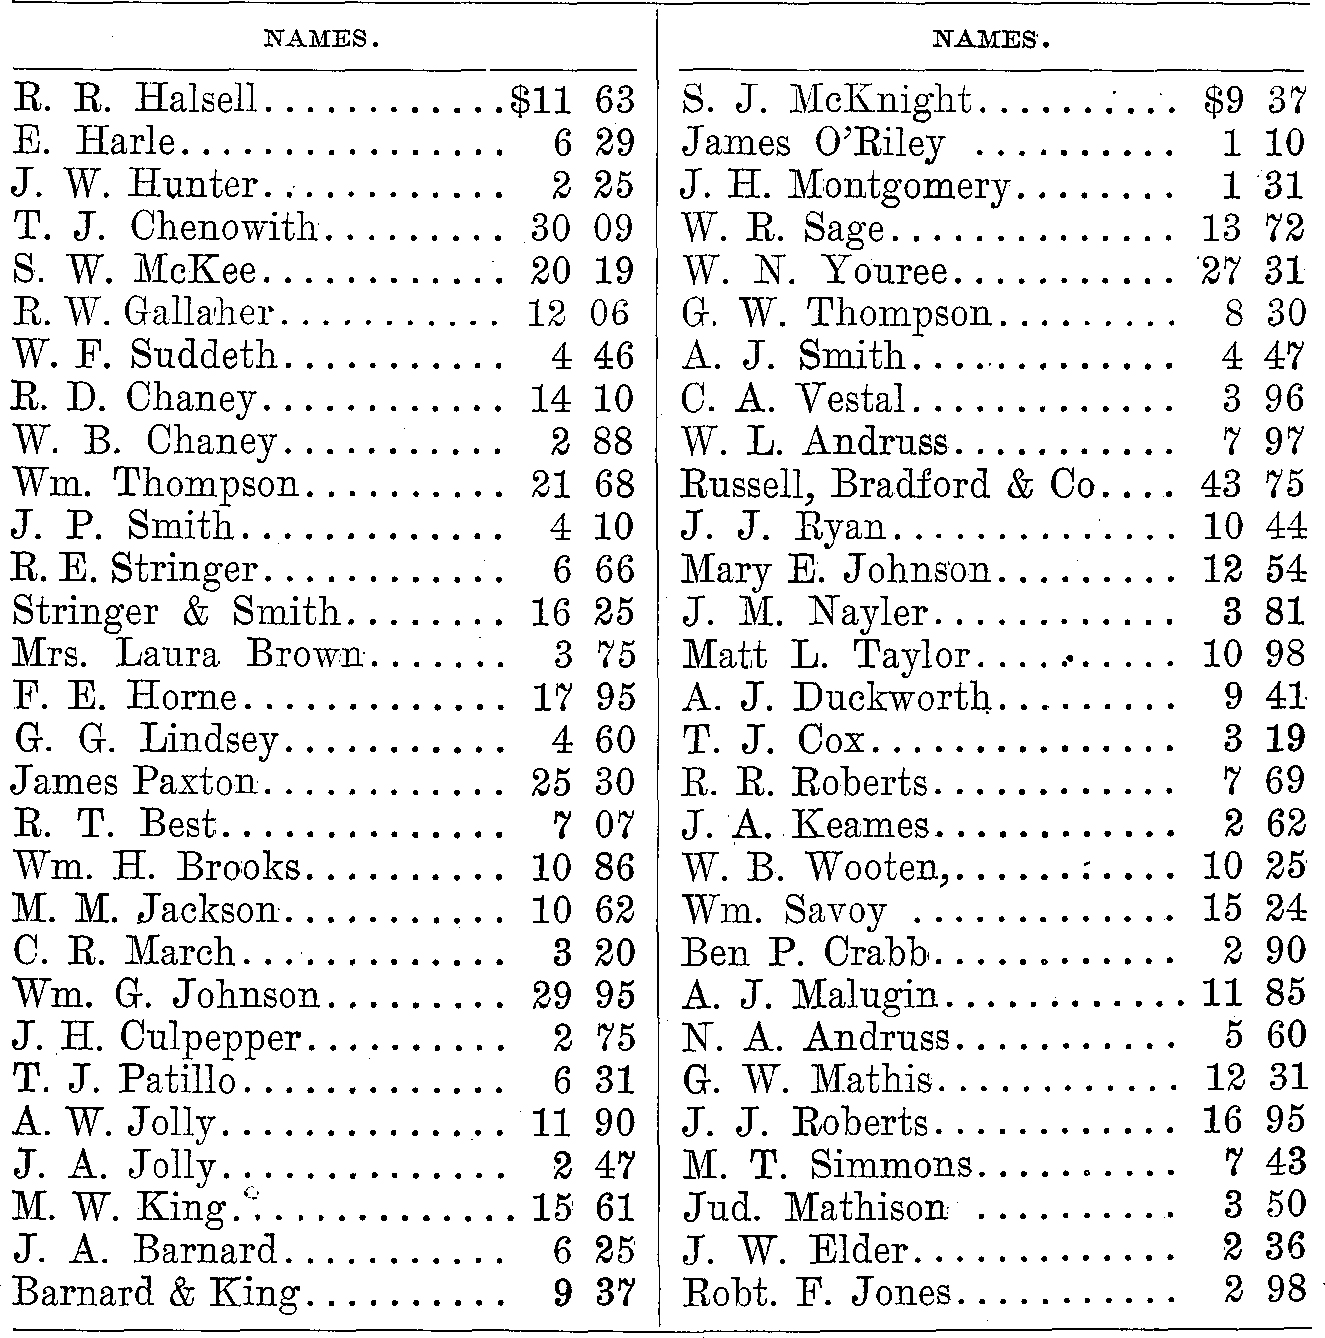 NAMES.
R. R. Halsell............$11 63
E. Harle................ 6 29
J. W. Hunter............ 2 25
T. J. Chenowith......... 30 09
S. W. McKee............ 20 19
R. W. Gallaher........... 12 06
W. F. Suddeth........... 4 46
R. D. Chaney............ 14 10
W. B. Chaney........... 2 88
Wm. Thompson.......... 21 68
J. P. Smith............. 4 10
R. E. Stringer............ 6 66
Stringer & Smith........ 16 25
Mrs. Laura Brown....... 3 75
F. E. Horne............. 17 95
G. G. Lindsey........... 4 60
James Paxton............ 25 30
R. T. Best.............. 7 07
Wm. H. Brooks.......... 10 86
M. M. Jackson........... 10 62
C. R. March............. 3 20
Wm. G. Johnson......... 29 95
J. H. Culpepper.......... 2 75
T. J. Patillo............. 6 31
A. W. Jolly.............. 11 90
J. A. Jolly.............. 2 47
M. W. King.............. 15 61
J. A. Barnard........... 6 25
Barnard & King.......... 9 37
NAMES.
S. J. McKnight.......... $9 37
James O'Riley .......... 1 10
J. H. Montgomery........ 1 31
W. R. Sage.............. 13 72
W. N. Youree........... 27 31
G. W. Thompson......... 8 30
A. J. Smith............. 4 47
C. A. Vestal............. 3 96
W. L. Andruss........... 7 97
Russell, Bradford & Co.... 43 75
J. J. Ryan.............. 10 44
Mary E. Johnson......... 12 54
J. M. Nayler............ 3 81
Matt L. Taylor.......... 10 98
A. J. Duckworth......... 9 41
T. J. Cox............... 3 19
R. R. Roberts............ 7 69
J. A. Keames............ 2 62
W. B. Wooten,........... 10 25
Wm. Savoy ............. 15 24
Ben P. Crabb............ 2 90
A. J. Malugin............ 11 85
N. A. Andruss........... 5 60
G. W. Mathis............ 12 31
J. J. Roberts............ 16 95
M. T. Simmons.......... 7 43
Jud. Mathison .......... 3 50
J. W. Elder............. 2 36
Robt. F. Jones........... 2 98